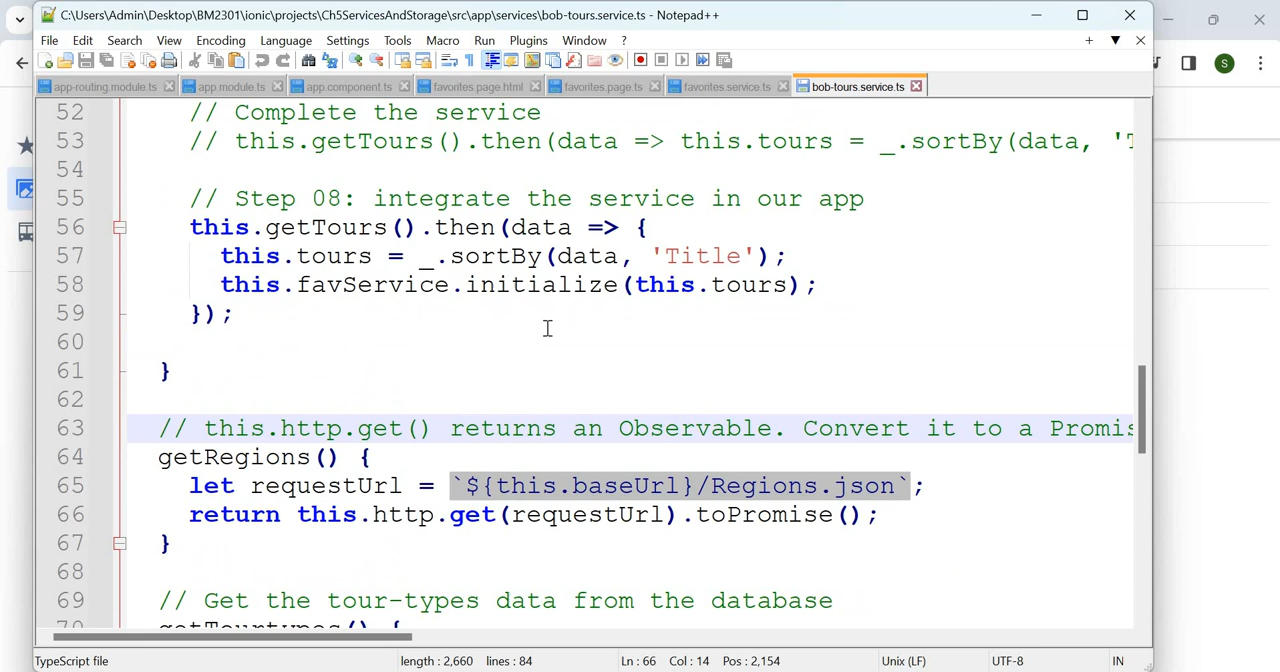 C:\Users\Admin\Desktop\BM2301\ionic\projects\Ch5ServicesAndStorage\src\app\services\bob-tours.service.ts - Notepad++
File Edit Search View Encoding Language Settings Tools Macro Run Plugins Window ?
app-routing.module.ts app.module.ts app.component.ts favorites.page.html favorites.page.ts favorites.service.ts bob-tours.service.ts
S
52 // Complete the service
53 // this.getTours().then(data => this.tours = _.sortBy(data, 'T
54
55 // Step 08: integrate the service in our app
56 this.getTours().then(data => {
57 this.tours = _.sortBy(data, 'Title');
58 this.favService.initialize(this.tours);
59 });
60
61 }
62
63 // this.http.get() returns an Observable. Convert it to a Promis
64 getRegions() {
65 let requestUrl = `${this.baseUrl}/Regions.json`;
66 return this.http.get(requestUrl).toPromise();
67 }
68
69 // Get the tour-types data from the database
70 getTourtypes() {
TypeScript file length : 2,660 lines : 84 Ln : 66 Col : 14 Pos : 2,154 Unix (LF) UTF-8 IN